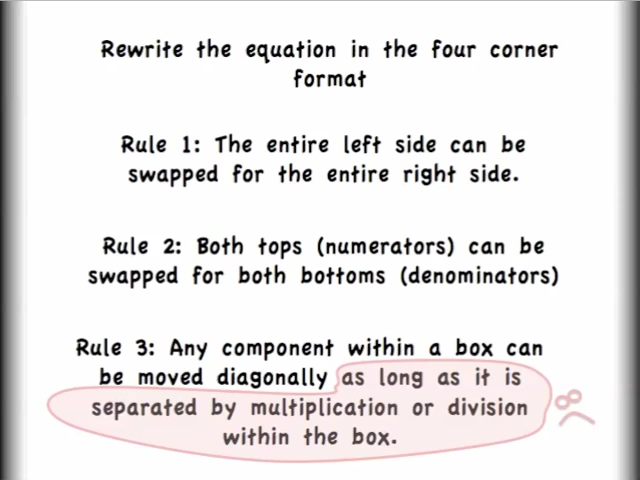 Rewrite the equation in the four corner
format
Rule 1: The entire left side can be
swapped for the entire right side.
Rule 2: Both tops (numerators) can be
swapped for both bottoms (denominators)
Rule 3: Any component within a box can
be moved diagonally as long as it is
separated by multiplication or division
within the box.